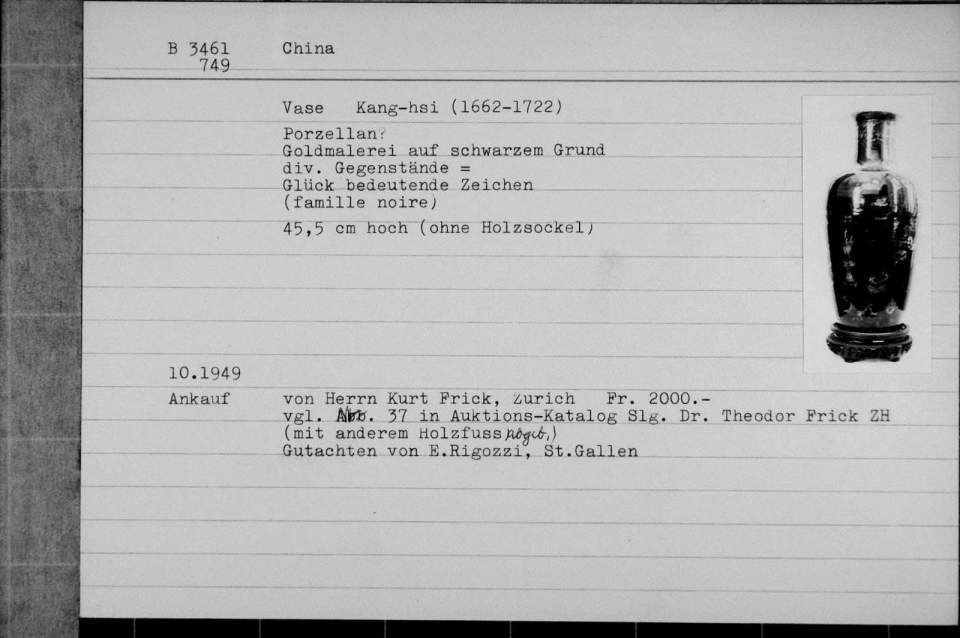 B 3461 China
749
Vase Kang-hsi (1662-1722)
Porzellan?
Goldmalerei auf schwarzem Grund
div. Gegenstände =
Glück bedeutende Zeichen
(famille noire)
45,5 cm hoch (ohne Holzsockel)
10.1949
Ankauf von Herrn Kurt Frick, Zürich Fr. 2000.-
vgl. 37 in Auktions-Katalog Slg. Dr. Theodor Frick ZH
(mit anderem Holzfuss )
Gutachten von E.Rigozzi, St.Gallen